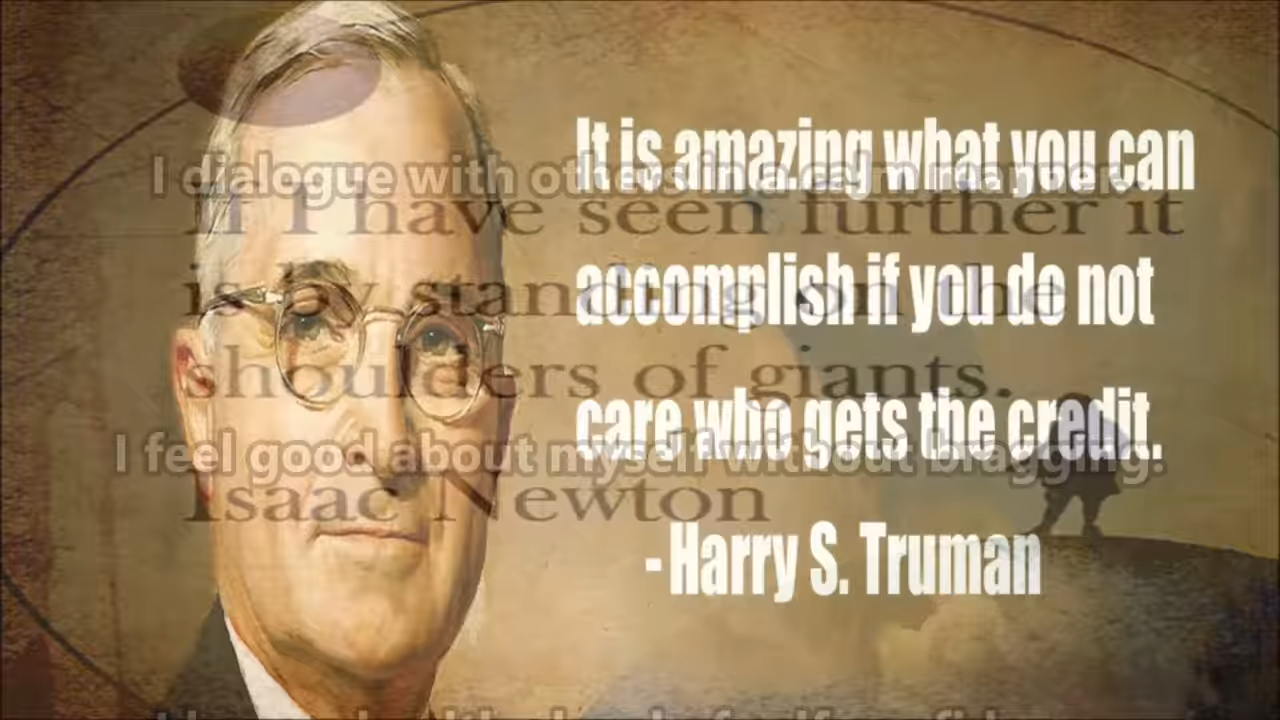 It is amazing what you can
I dialogue with others in a calm manner.
If I have seen further it
accomplish if you do not
is by standing on the
shoulders of giants.
care who gets the credit.
I feel good about myself without bragging.
Isaac Newton
- Harry S. Truman